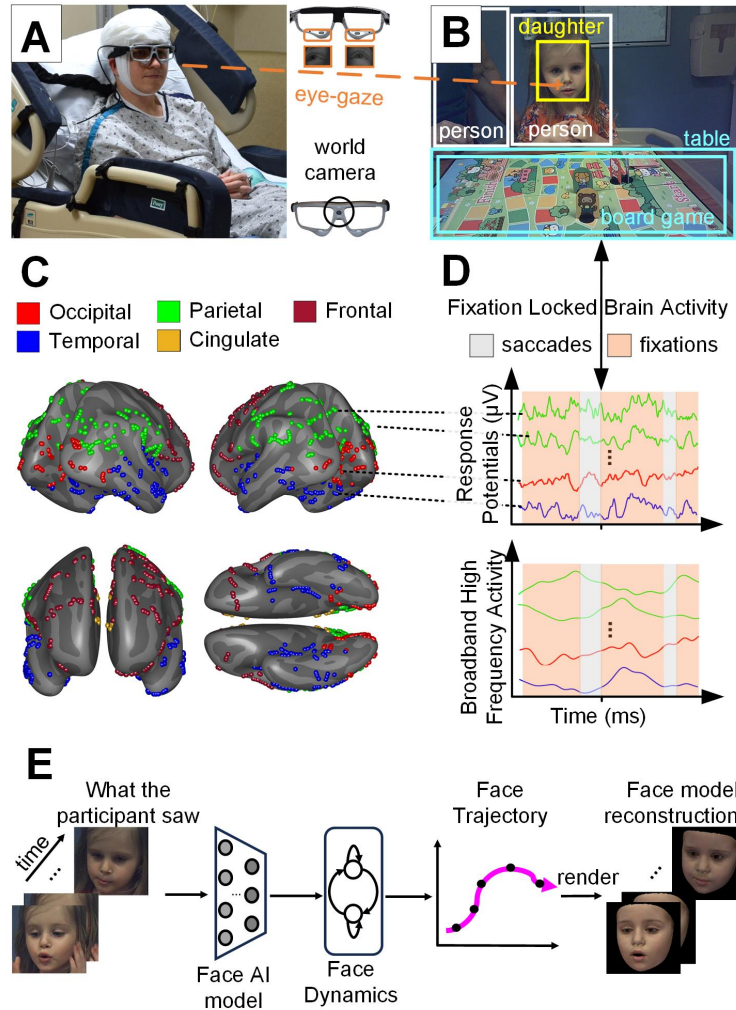 A
eye-gaze
world
camera
B
daughter
person
person
table
board game
C
Occipital
Parietal
Frontal
Temporal
Cingulate
D
Fixation Locked Brain Activity
saccades
fixations
Response
Potentials (µV)
Broadband High
Frequency Activity
Time (ms)
E
What the
participant saw
time
...
Face AI
model
...
Face
Dynamics
Face
Trajectory
render
Face model
reconstruction
...